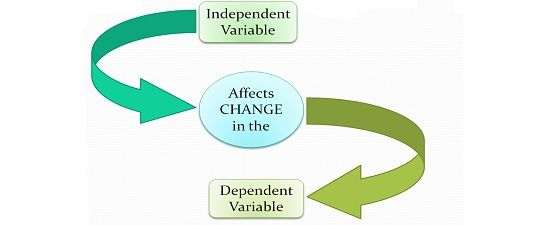 Independent
Variable
Affects
CHANGE
in the
Dependent
Variable